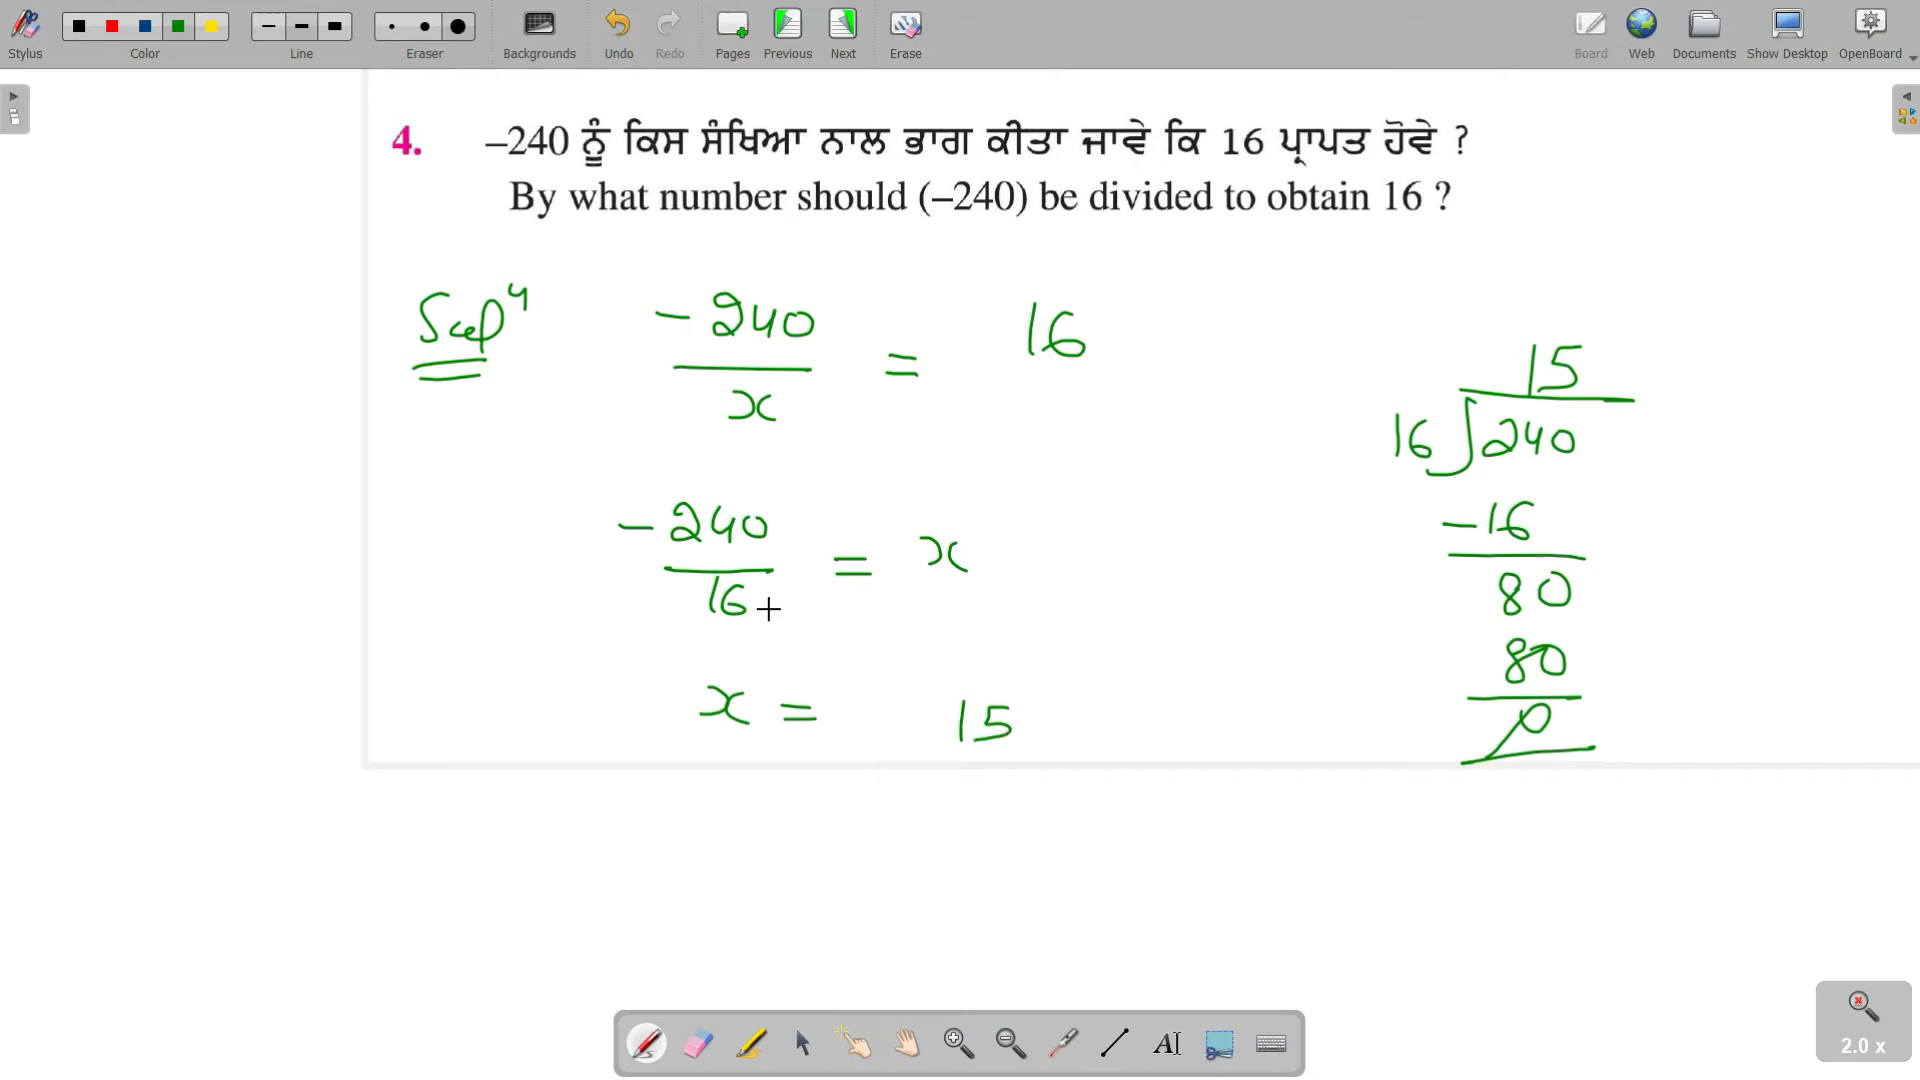 Stylus Color Line Eraser Backgrounds Undo Redo Pages Previous Next Erase Board Web Documents Show Desktop OpenBoard
4. –240 ਨੂੰ ਕਿਸ ਸੰਖਿਆ ਨਾਲ ਭਾਗ ਕੀਤਾ ਜਾਵੇ ਕਿ 16 ਪ੍ਰਾਪਤ ਹੋਵੇ ?
By what number should (–240) be divided to obtain 16 ?
- 240
x
= 16
- 240
16
= x
x = 15
15
16 240
- 16
80
80
0
AI
2.0 x